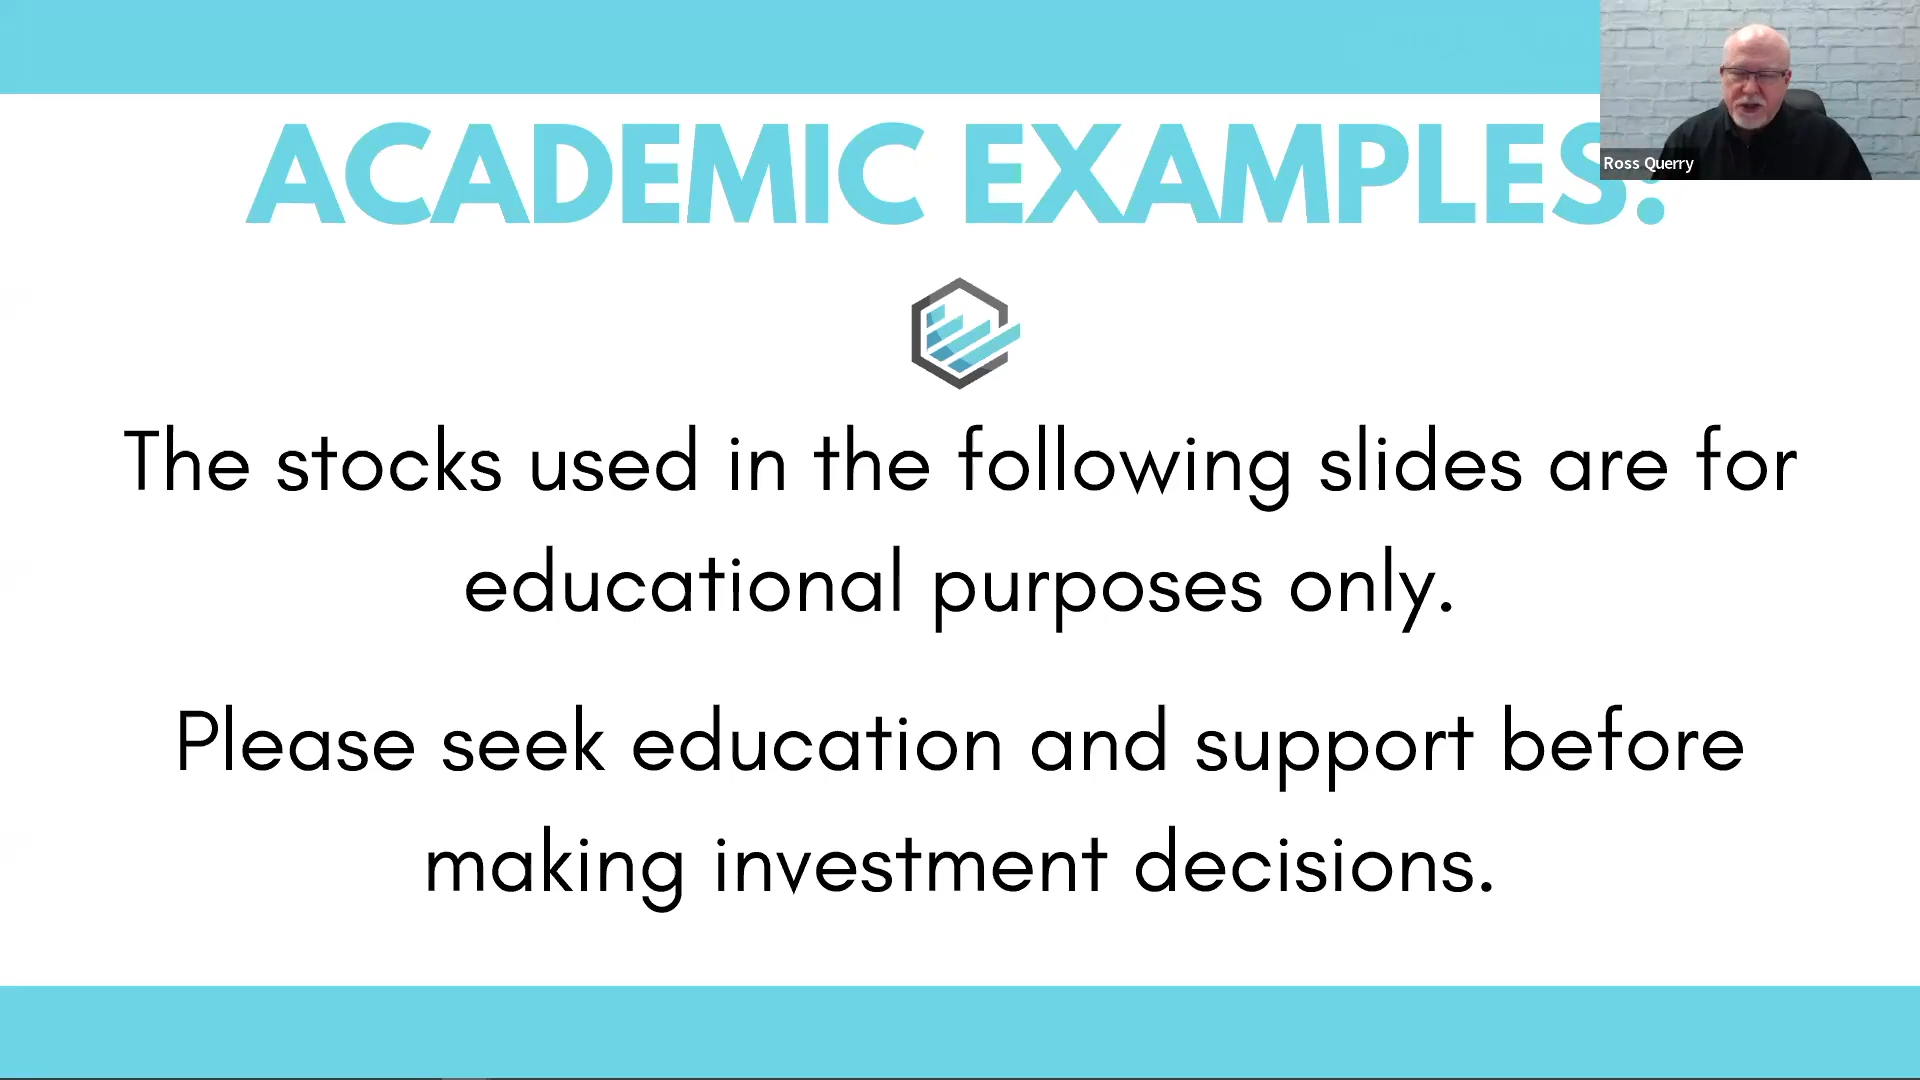 ACADEMIC EXAMPLES:
Ross Querry
The stocks used in the following slides are for
educational purposes only.
Please seek education and support before
making investment decisions.